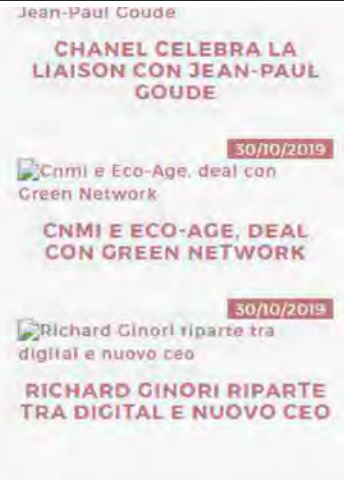 Jean-Paul Goude
CHANEL CELEBRA LA
LIAISON CON JEAN-PAUL
GOUDE
30/10/2019
Cnmi e Eco-Age, deal con
Green Network
CNMI E ECO-AGE, DEAL
CON GREEN NETWORK
30/10/2019
Richard Ginori riparte tra
digital e nuovo ceo
RICHARD GINORI RIPARTE
TRA DIGITAL E NUOVO CEO